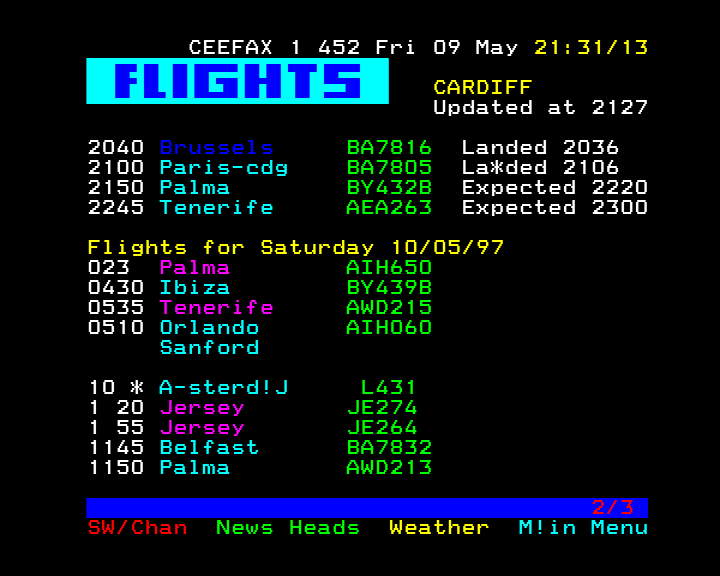 CEEFAX 1 452 Fri 09 May 21:31/13
FLIGHTS
CARDIFF
Updated at 2127
2040 Brussels BA7816 Landed 2036
2100 Paris-cdg BA7805 La*ded 2106
2150 Palma BY432B Expected 2220
2245 Tenerife AEA263 Expected 2300
Flights for Saturday 10/05/97
023 Palma AIH650
0430 Ibiza BY439B
0535 Tenerife AWD215
0510 Orlando AIH060
Sanford
10 * A-sterd!J L431
1 20 Jersey JE274
1 55 Jersey JE264
1145 Belfast BA7832
1150 Palma AWD213
2/3
SW/Chan News Heads Weather M!in Menu